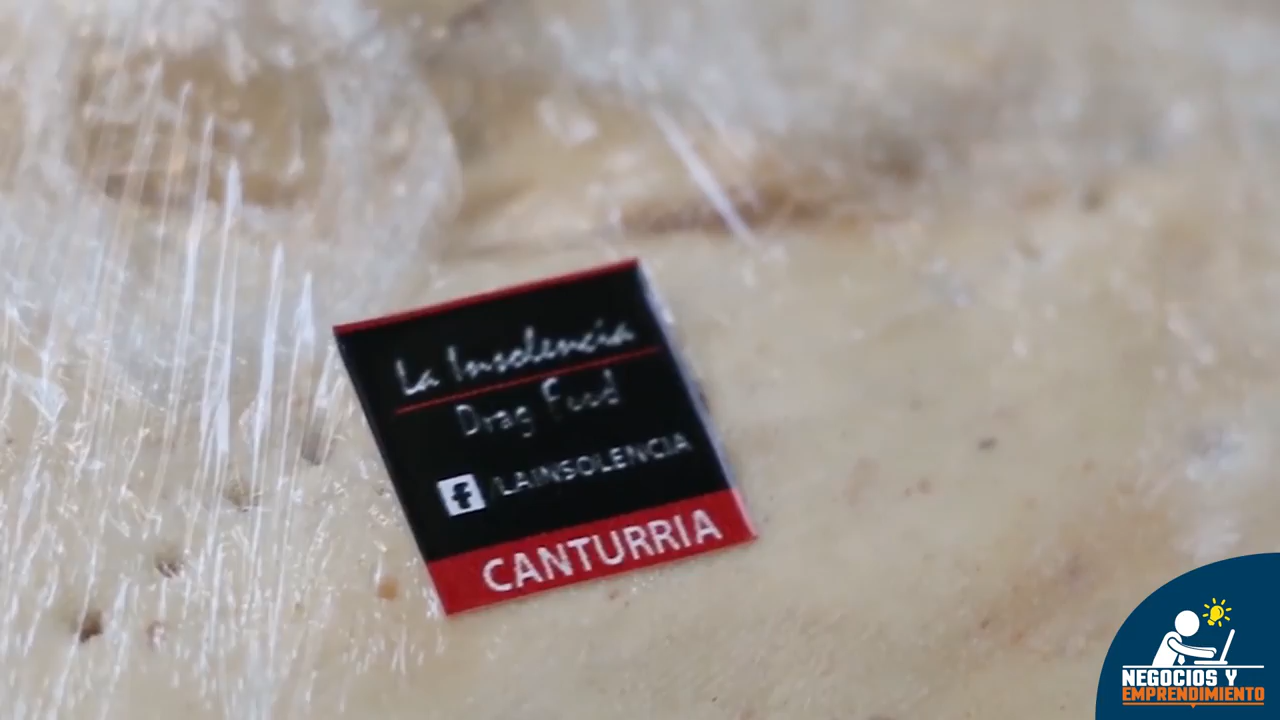 La Insolencia
Drag Food
f /LAINSOLENCIA
CANTURRIA
NEGOCIOS Y
EMPRENDIMIENTO